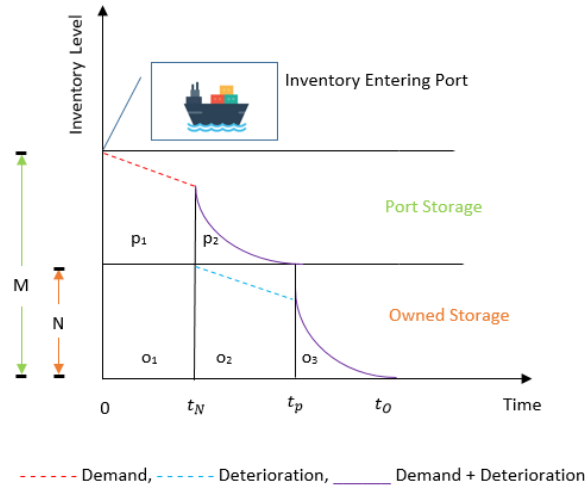 Inventory Level
Inventory Entering Port
Port Storage
p₁
p₂
M
N
Owned Storage
o₁
o₂
o₃
0
t_N
t_p
t_O
Time
Demand, Deterioration, Demand + Deterioration